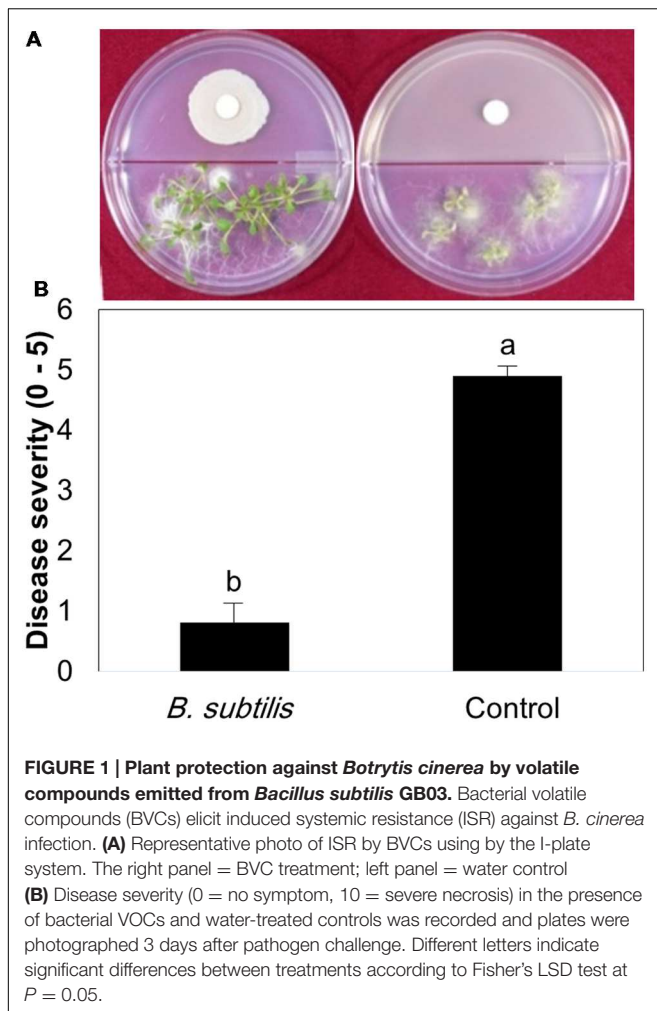 A
B
Disease severity (0 - 5)
6
5
4
3
2
1
0
a
b
B. subtilis Control
FIGURE 1 | Plant protection against Botrytis cinerea by volatile
compounds emitted from Bacillus subtilis GB03. Bacterial volatile
compounds (BVCs) elicit induced systemic resistance (ISR) against B. cinerea
infection. (A) Representative photo of ISR by BVCs using by the I-plate
system. The right panel = BVC treatment; left panel = water control
(B) Disease severity (0 = no symptom, 10 = severe necrosis) in the presence
of bacterial VOCs and water-treated controls was recorded and plates were
photographed 3 days after pathogen challenge. Different letters indicate
significant differences between treatments according to Fisher's LSD test at
P = 0.05.